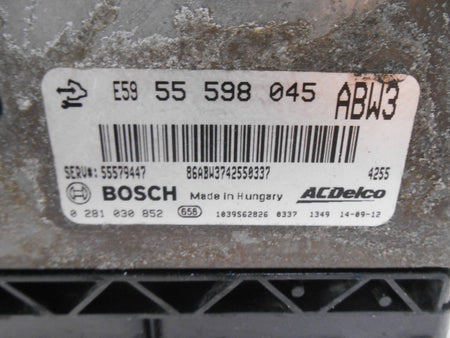 E59 55 598 045 ABW3
SERV#: 55579447 86ABW3742550337 4255
BOSCH Made in Hungary ACDelco
0 281 030 852 658 1039S62826 0337 1349 14-09-12